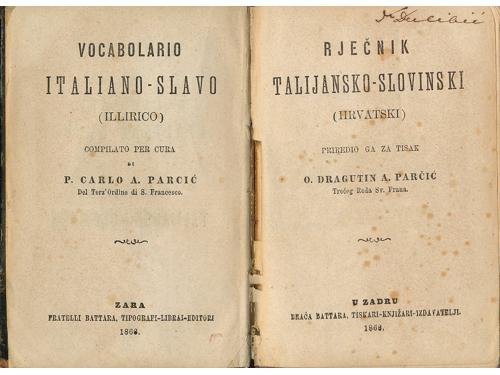 VOCABOLARIO
ITALIANO-SLAVO
(ILLIRICO)
COMPILATO PER CURA
DI
P. CARLO A. PARCIĆ
Del Terz' Ordine di S. Francesco.
ZARA
FRATELLI BATTARA, TIPOGRAFI-LIBRAI-EDITORI
1868.
RJEČNIK
TALIJANSKO-SLOVINSKI
(HRVATSKI)
PRIREDIO GA ZA TISAK
O. DRAGUTIN A. PARČIĆ
Trećeg Reda Sv. Frana.
U ZADRU
BRAĆA BATTARA, TISKARI-KNJIŽARI-IZDAVATELJI.
1868.